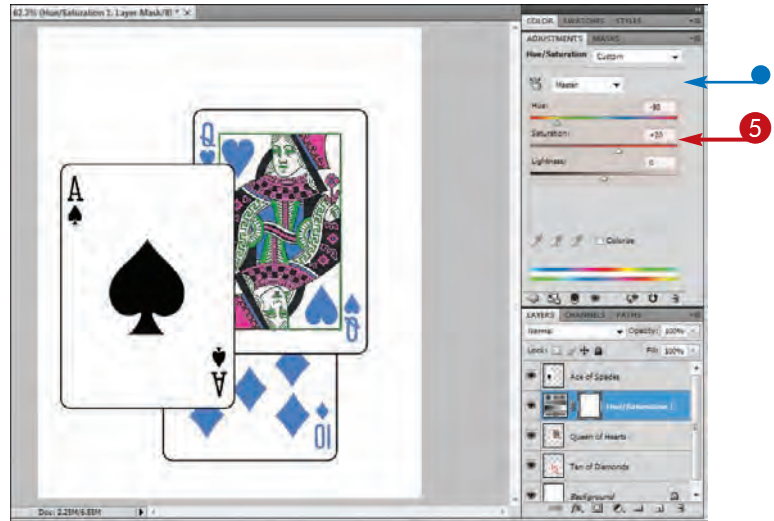 62.3% (Hue/Saturation 1, Layer Mask/8) *
COLOR SWATCHES STYLES
ADJUSTMENTS MASKS
Hue/Saturation Custom
Master
Hue:
Saturation: +20
Lightness: 0
Colorize
5
Q
A
A
Q
10
LAYERS CHANNELS PATHS
Normal Opacity: 100%
Lock: Fill: 100%
Ace of Spades
Hue/Saturation 1
Queen of Hearts
Ten of Diamonds
Background
Doc: 2.25M/6.55M